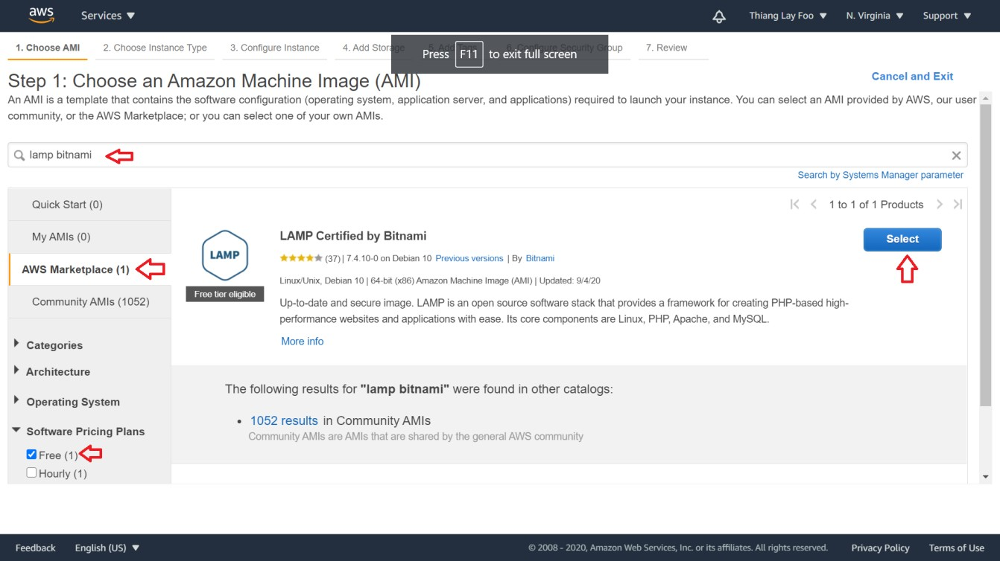 aws
Services
Thiang Lay Foo
N. Virginia
Support
1. Choose AMI
2. Choose Instance Type
3. Configure Instance
4. Add Storage
5. Add Tags
6. Configure Security Group
7. Review
Press F11 to exit full screen
Step 1: Choose an Amazon Machine Image (AMI)
Cancel and Exit
An AMI is a template that contains the software configuration (operating system, application server, and applications) required to launch your instance. You can select an AMI provided by AWS, our user
community, or the AWS Marketplace; or you can select one of your own AMIs.
lamp bitnami
Search by Systems Manager parameter
Quick Start (0)
My AMIs (0)
AWS Marketplace (1)
Community AMIs (1052)
Categories
Architecture
Operating System
Software Pricing Plans
Free (1)
Hourly (1)
1 to 1 of 1 Products
LAMP
Free tier eligible
LAMP Certified by Bitnami
(37) | 7.4.10-0 on Debian 10 Previous versions | By Bitnami
Linux/Unix, Debian 10 | 64-bit (x86) Amazon Machine Image (AMI) | Updated: 9/4/20
Up-to-date and secure image. LAMP is an open source software stack that provides a framework for creating PHP-based high-
performance websites and applications with ease. Its core components are Linux, PHP, Apache, and MySQL.
More info
Select
The following results for "lamp bitnami" were found in other catalogs:
• 1052 results in Community AMIs
Community AMIs are AMIs that are shared by the general AWS community
Feedback
English (US)
© 2008 - 2020, Amazon Web Services, Inc. or its affiliates. All rights reserved.
Privacy Policy
Terms of Use